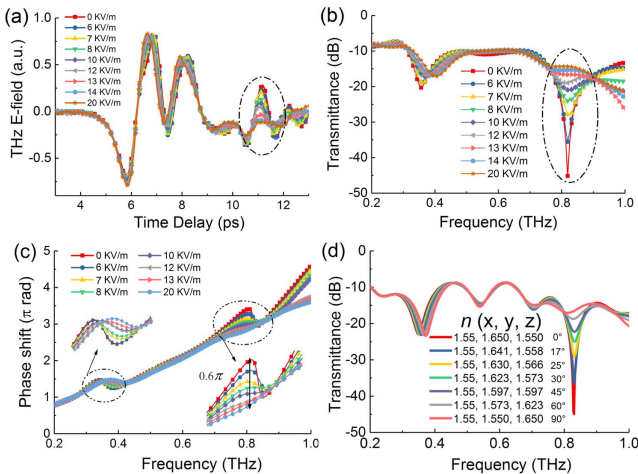 (a)
THz E-field (a.u.)
0.5
0.0
-0.5
0 KV/m
6 KV/m
7 KV/m
8 KV/m
10 KV/m
12 KV/m
13 KV/m
14 KV/m
20 KV/m
4 6 8 10 12
Time Delay (ps)
(b)
Transmittance (dB)
0
-10
-20
-30
-40
-50
0 KV/m
6 KV/m
7 KV/m
8 KV/m
10 KV/m
12 KV/m
13 KV/m
14 KV/m
20 KV/m
0.2 0.4 0.6 0.8 1.0
Frequency (THz)
(c)
Phase shift (π rad)
6
5
4
3
2
1
0
0 KV/m 10 KV/m
6 KV/m 12 KV/m
7 KV/m 13 KV/m
8 KV/m 20 KV/m
0.6π
0.2 0.4 0.6 0.8 1.0
Frequency (THz)
(d)
Transmittance (dB)
0
-10
-20
-30
-40
-50
n (x, y, z)
1.55, 1.650, 1.550 0°
1.55, 1.641, 1.558 17°
1.55, 1.630, 1.566 25°
1.55, 1.623, 1.573 30°
1.55, 1.597, 1.597 45°
1.55, 1.573, 1.623 60°
1.55, 1.550, 1.650 90°
0.2 0.4 0.6 0.8 1.0
Frequency (THz)